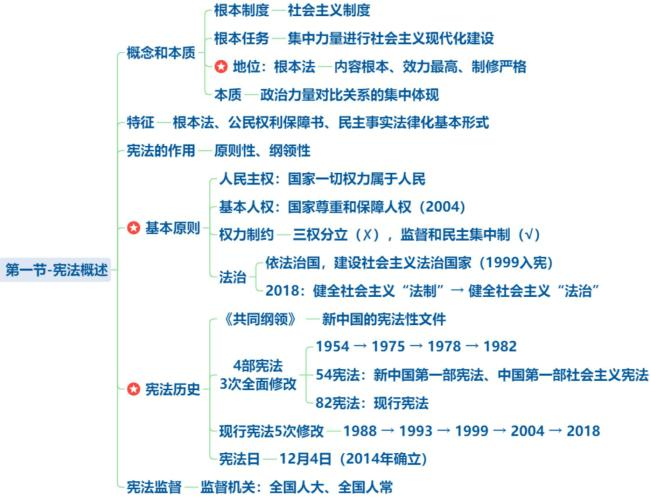 根本制度 社会主义制度
根本任务 集中力量进行社会主义现代化建设
概念和本质
地位：根本法 内容根本、效力最高、制修严格
本质 政治力量对比关系的集中体现
特征 根本法、公民权利保障书、民主事实法律化基本形式
宪法的作用 原则性、纲领性
人民主权：国家一切权力属于人民
基本人权：国家尊重和保障人权（2004）
基本原则
权力制约 三权分立（✗），监督和民主集中制（√）
第一节-宪法概述
法治
依法治国，建设社会主义法治国家（1999入宪）
2018：健全社会主义“法制”→ 健全社会主义“法治”
《共同纲领》 新中国的宪法性文件
4部宪法
3次全面修改
1954 → 1975 → 1978 → 1982
54宪法：新中国第一部宪法、中国第一部社会主义宪法
82宪法：现行宪法
宪法历史
现行宪法5次修改 1988 → 1993 → 1999 → 2004 → 2018
宪法日 12月4日（2014年确立）
宪法监督 监督机关：全国人大、全国人常